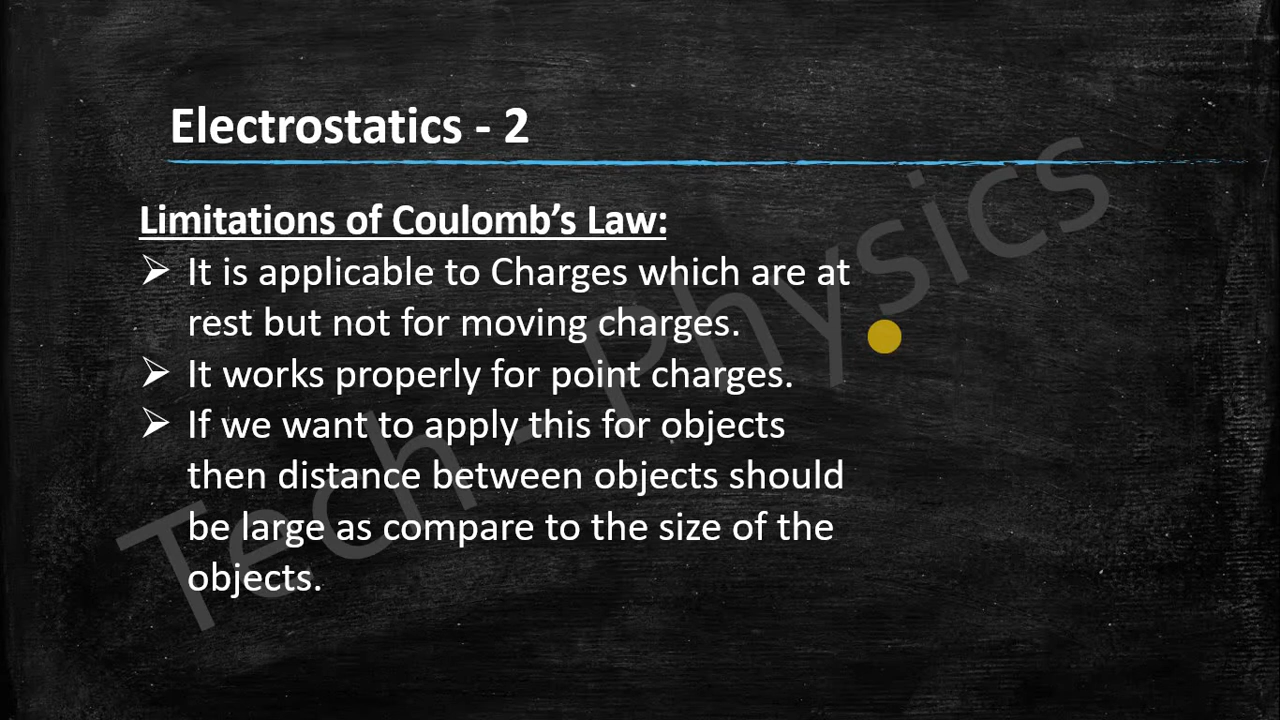 Electrostatics - 2
Limitations of Coulomb’s Law:
➢ It is applicable to Charges which are at
rest but not for moving charges.
➢ It works properly for point charges.
➢ If we want to apply this for objects
then distance between objects should
be large as compare to the size of the
objects.
Tech - Physics